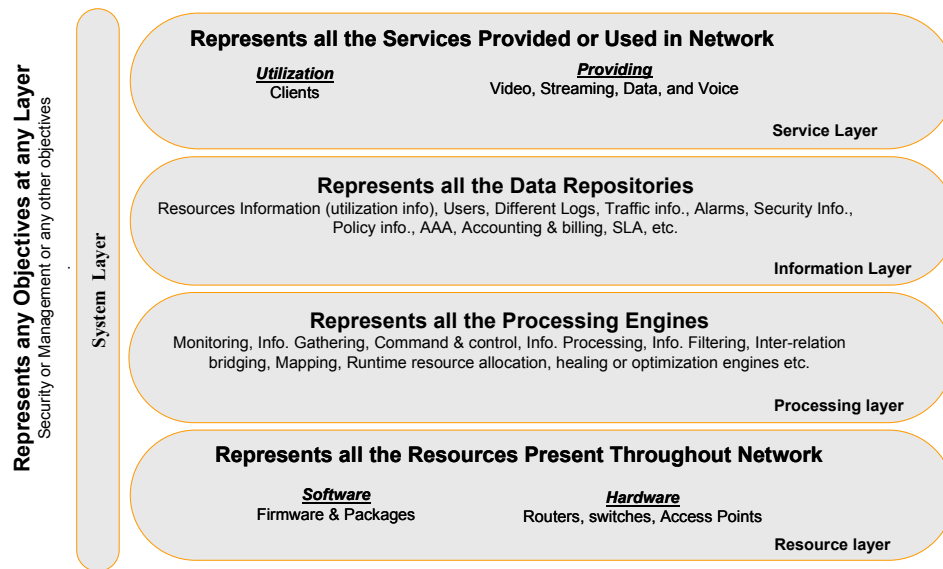 Represents any Objectives at any Layer
Security or Management or any other objectives
System Layer
Represents all the Services Provided or Used in Network
Utilization
Clients
Providing
Video, Streaming, Data, and Voice
Service Layer
Represents all the Data Repositories
Resources Information (utilization info), Users, Different Logs, Traffic info., Alarms, Security Info.,
Policy info., AAA, Accounting & billing, SLA, etc.
Information Layer
Represents all the Processing Engines
Monitoring, Info. Gathering, Command & control, Info. Processing, Info. Filtering, Inter-relation
bridging, Mapping, Runtime resource allocation, healing or optimization engines etc.
Processing layer
Represents all the Resources Present Throughout Network
Software
Firmware & Packages
Hardware
Routers, switches, Access Points
Resource layer